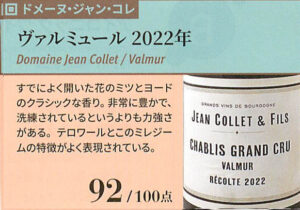 回 ドメーヌ・ジャン・コレ
ヴァルミュール 2022年
Domaine Jean Collet / Valmur
すでによく開いた花のミツとヨード
のクラシックな香り。非常に豊かで、
洗練されているというよりも力強さ
がある。テロワールとこのミレジー
ムの特徴がよく表現されている。
92 / 100点
GRANDS VINS DE BOURGOGNE
JEAN COLLET & FILS
CHABLIS GRAND CRU
VALMUR
RÉCOLTE 2022